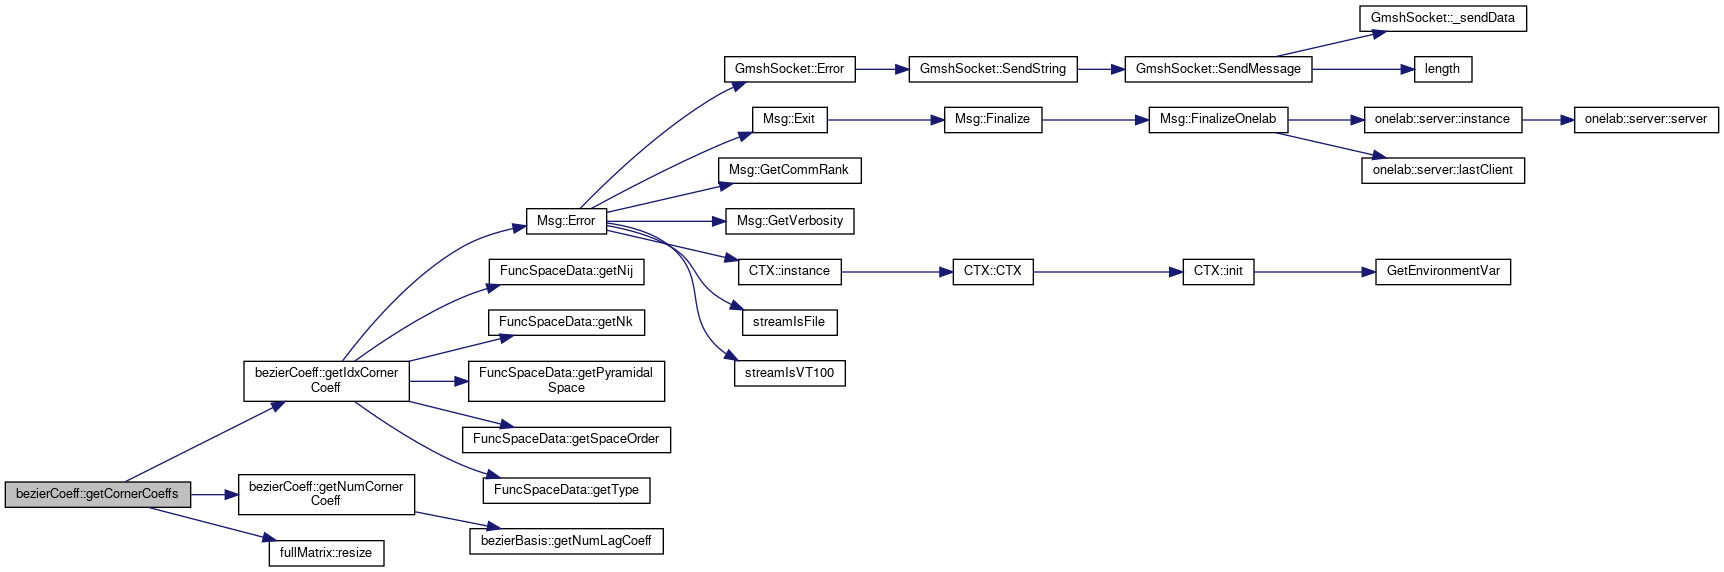 GmshSocket::_sendData
GmshSocket::Error
GmshSocket::SendString
GmshSocket::SendMessage
length
Msg::Exit
Msg::Finalize
Msg::FinalizeOnelab
onelab::server::instance
onelab::server::server
Msg::GetCommRank
onelab::server::lastClient
Msg::Error
Msg::GetVerbosity
FuncSpaceData::getNij
CTX::instance
CTX::CTX
CTX::init
GetEnvironmentVar
FuncSpaceData::getNk
streamIsFile
bezierCoeff::getIdxCorner
Coeff
FuncSpaceData::getPyramidal
Space
streamIsVT100
FuncSpaceData::getSpaceOrder
bezierCoeff::getCornerCoeffs
bezierCoeff::getNumCorner
Coeff
FuncSpaceData::getType
fullMatrix::resize
bezierBasis::getNumLagCoeff